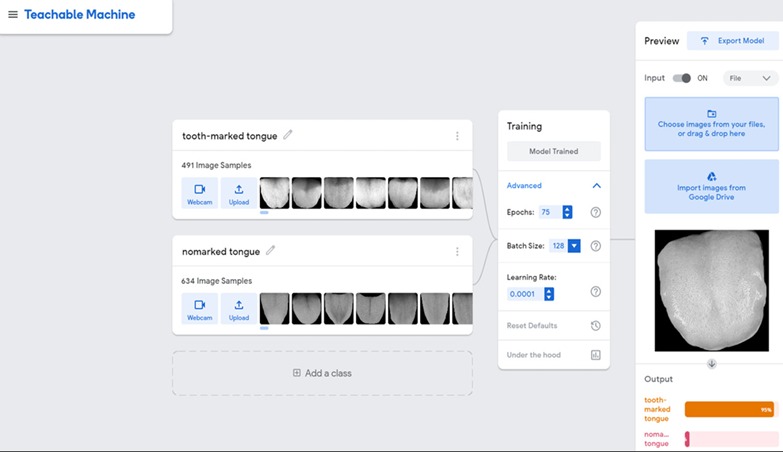 Teachable Machine
tooth-marked tongue
491 Image Samples
Webcam
Upload
nomarked tongue
634 Image Samples
Webcam
Upload
Add a class
Training
Model Trained
Advanced
Epochs: 75
Batch Size: 128
Learning Rate:
0.0001
Reset Defaults
Under the hood
Preview
Export Model
Input ON File
Choose images from your files,
or drag & drop here
Import images from
Google Drive
Output
tooth-
marked
tongue
95%
noma...
tongue